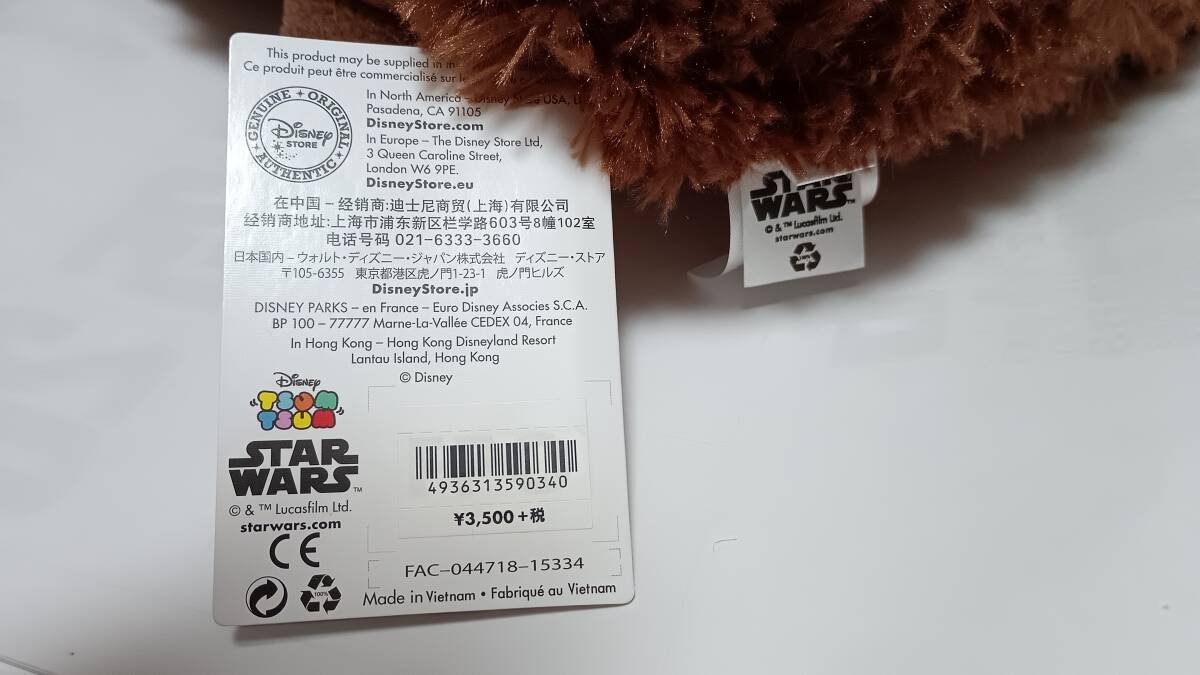 This product may be supplied in
Ce produit peut être commercialisé sur
GENUINE ✦ ORIGINAL ✦ AUTHENTIC
Disney
STORE
In North America – Disney USA,
Pasadena, CA 91105
DisneyStore.com
In Europe – The Disney Store Ltd,
3 Queen Caroline Street,
London W6 9PE.
DisneyStore.eu
在中国 – 经销商:迪士尼商贸(上海)有限公司
经销商地址:上海市浦东新区栏学路603号8幢102室
电话号码 021-6333-3660
日本国内 – ウォルト・ディズニー・ジャパン株式会社 ディズニー・ストア
〒105-6355 東京都港区虎ノ門1-23-1 虎ノ門ヒルズ
DisneyStore.jp
DISNEY PARKS – en France – Euro Disney Associes S.C.A.
BP 100 – 77777 Marne-La-Vallée CEDEX 04, France
In Hong Kong – Hong Kong Disneyland Resort
Lantau Island, Hong Kong
© Disney
Disney
TSUM
TSUM
STAR
WARS™
© & ™ Lucasfilm Ltd.
starwars.com
CE
100%
4936313590340
¥3,500+税
FAC-044718-15334
Made in Vietnam • Fabriqué au Vietnam
STAR
WARS™
© & ™ Lucasfilm Ltd.
starwars.com
100%